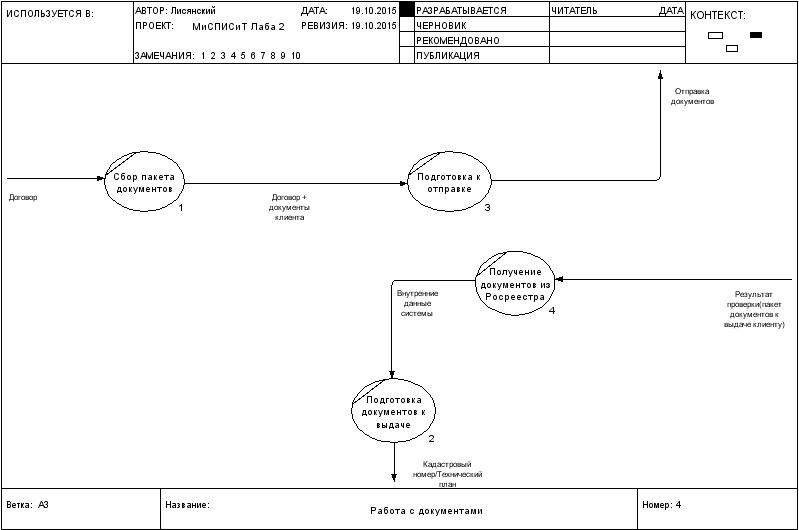 ИСПОЛЬЗУЕТСЯ В:
АВТОР: Лисянский
ДАТА: 19.10.2015
ПРОЕКТ: МиСПИСиТ Лаба 2
РЕВИЗИЯ: 19.10.2015
ЗАМЕЧАНИЯ: 1 2 3 4 5 6 7 8 9 10
РАЗРАБАТЫВАЕТСЯ
ЧЕРНОВИК
РЕКОМЕНДОВАНО
ПУБЛИКАЦИЯ
ЧИТАТЕЛЬ
ДАТА
КОНТЕКСТ:
Отправка
документов
Сбор пакета
документов
1
Договор
Договор +
документы
клиента
Подготовка к
отправке
3
Получение
документов из
Росреестра
4
Результат
проверки(пакет
документов к
выдаче клиенту)
Внутренние
данные
системы
Подготовка
документов к
выдаче
2
Кадастровый
номер/Технический
план
Ветка: А3
Название:
Работа с документами
Номер: 4